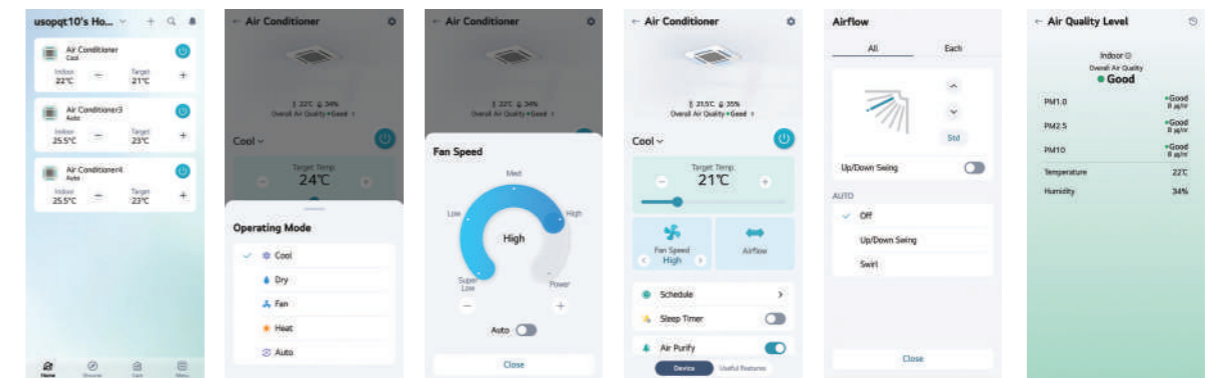 usopqt10's Ho...
Air Conditioner
Cool
Indoor
22°C
Target
21°C
Air Conditioner3
Auto
Indoor
25.5°C
Target
23°C
Air Conditioner4
Auto
Indoor
25.5°C
Target
23°C
Home
Discover
Care
Menu
Air Conditioner
22°C 34%
Overall Air Quality Good
Cool
Target Temp.
24°C
Operating Mode
Cool
Dry
Fan
Heat
Auto
Air Conditioner
22°C 34%
Overall Air Quality Good
Fan Speed
Med
Low
High
High
Super Low
Power
Auto
Close
Air Conditioner
21.5°C 35%
Overall Air Quality Good
Cool
Target Temp.
21°C
Fan Speed
High
Airflow
Schedule
Sleep Timer
Air Purify
Device
Useful Features
Airflow
All
Each
Std
Up/Down Swing
AUTO
Off
Up/Down Swing
Swirl
Close
Air Quality Level
Indoor
Overall Air Quality
Good
PM1.0
Good
PM2.5
Good
PM10
Good
Temperature
22°C
Humidity
34%